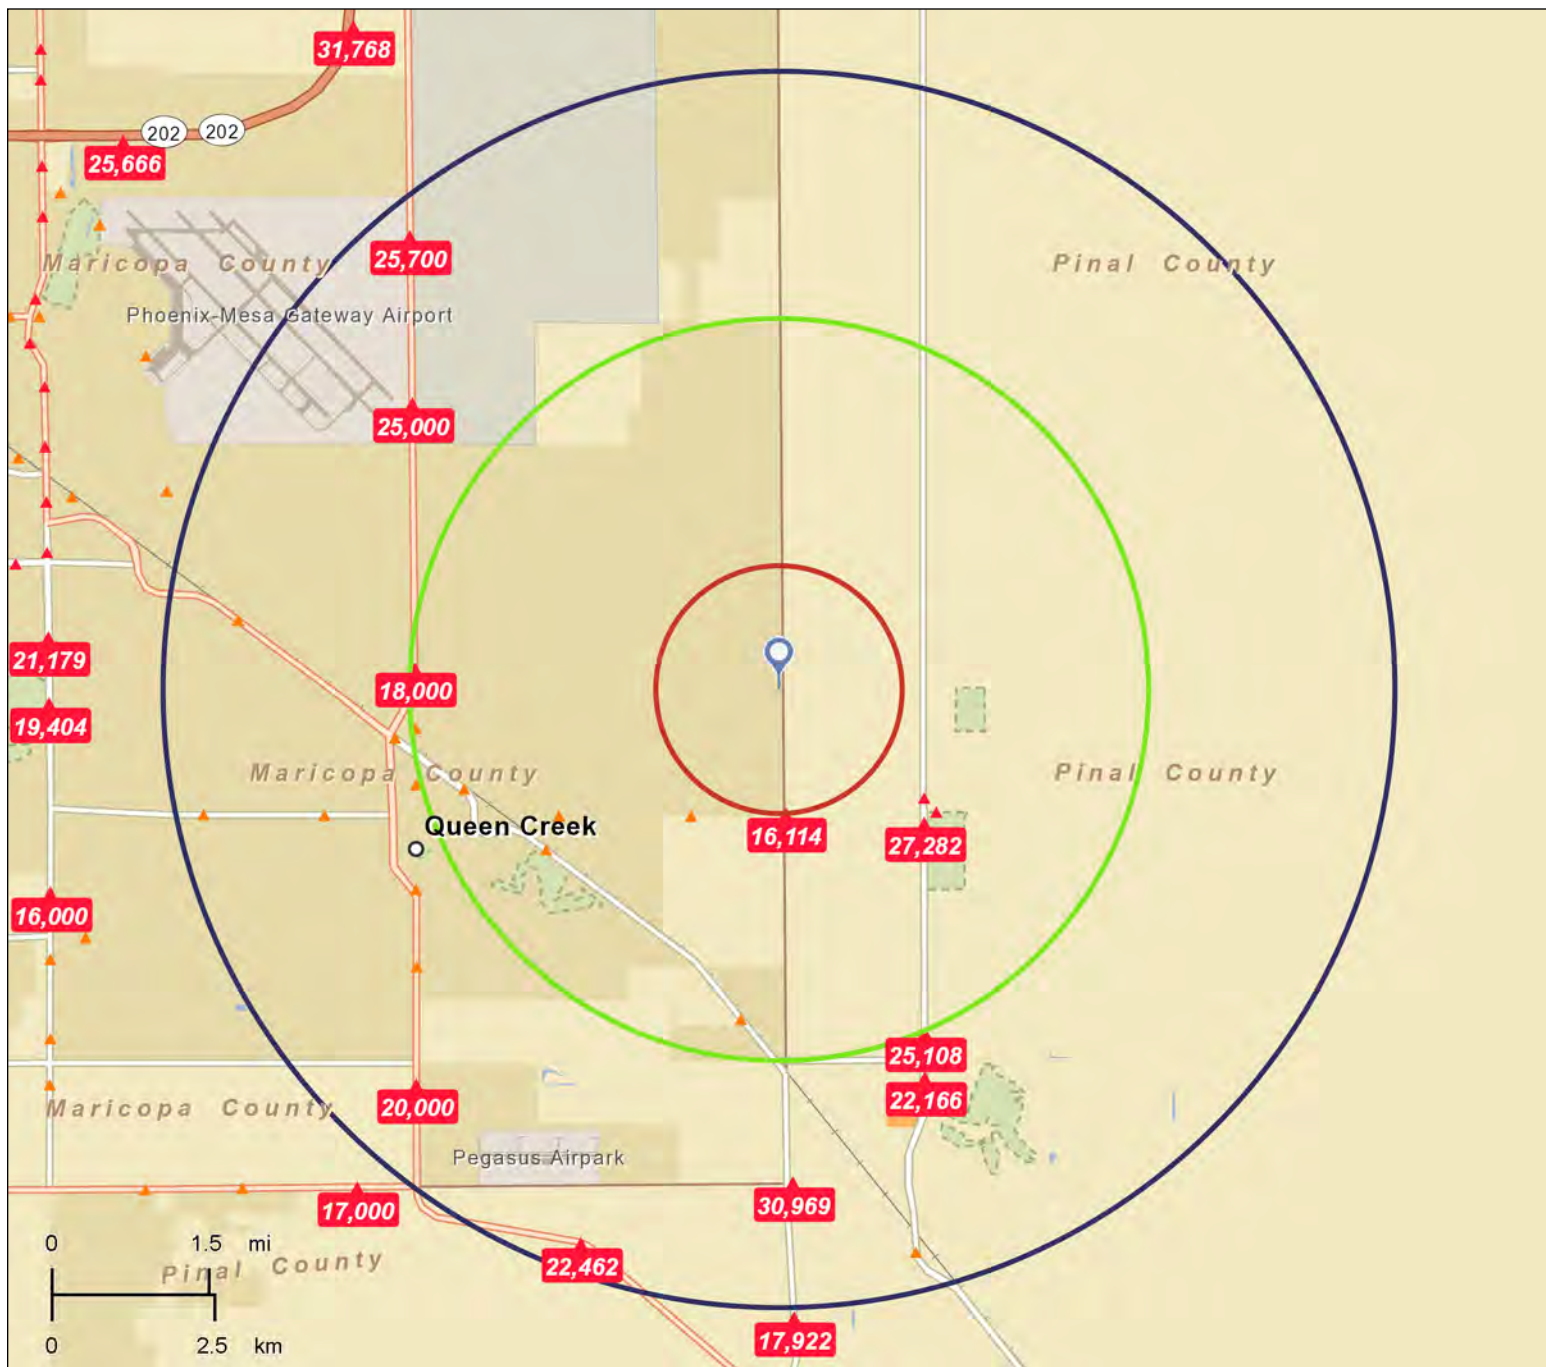 31,768
202 202
25,666
25,700
Maricopa County
Pinal County
Phoenix-Mesa Gateway Airport
25,000
21,179
18,000
19,404
Maricopa County
Pinal County
Queen Creek
16,114
27,282
16,000
25,108
22,166
Maricopa County
20,000
Pegasus Airpark
30,969
17,000
0 1.5 mi
Pinal County
22,462
0 2.5 km
17,922